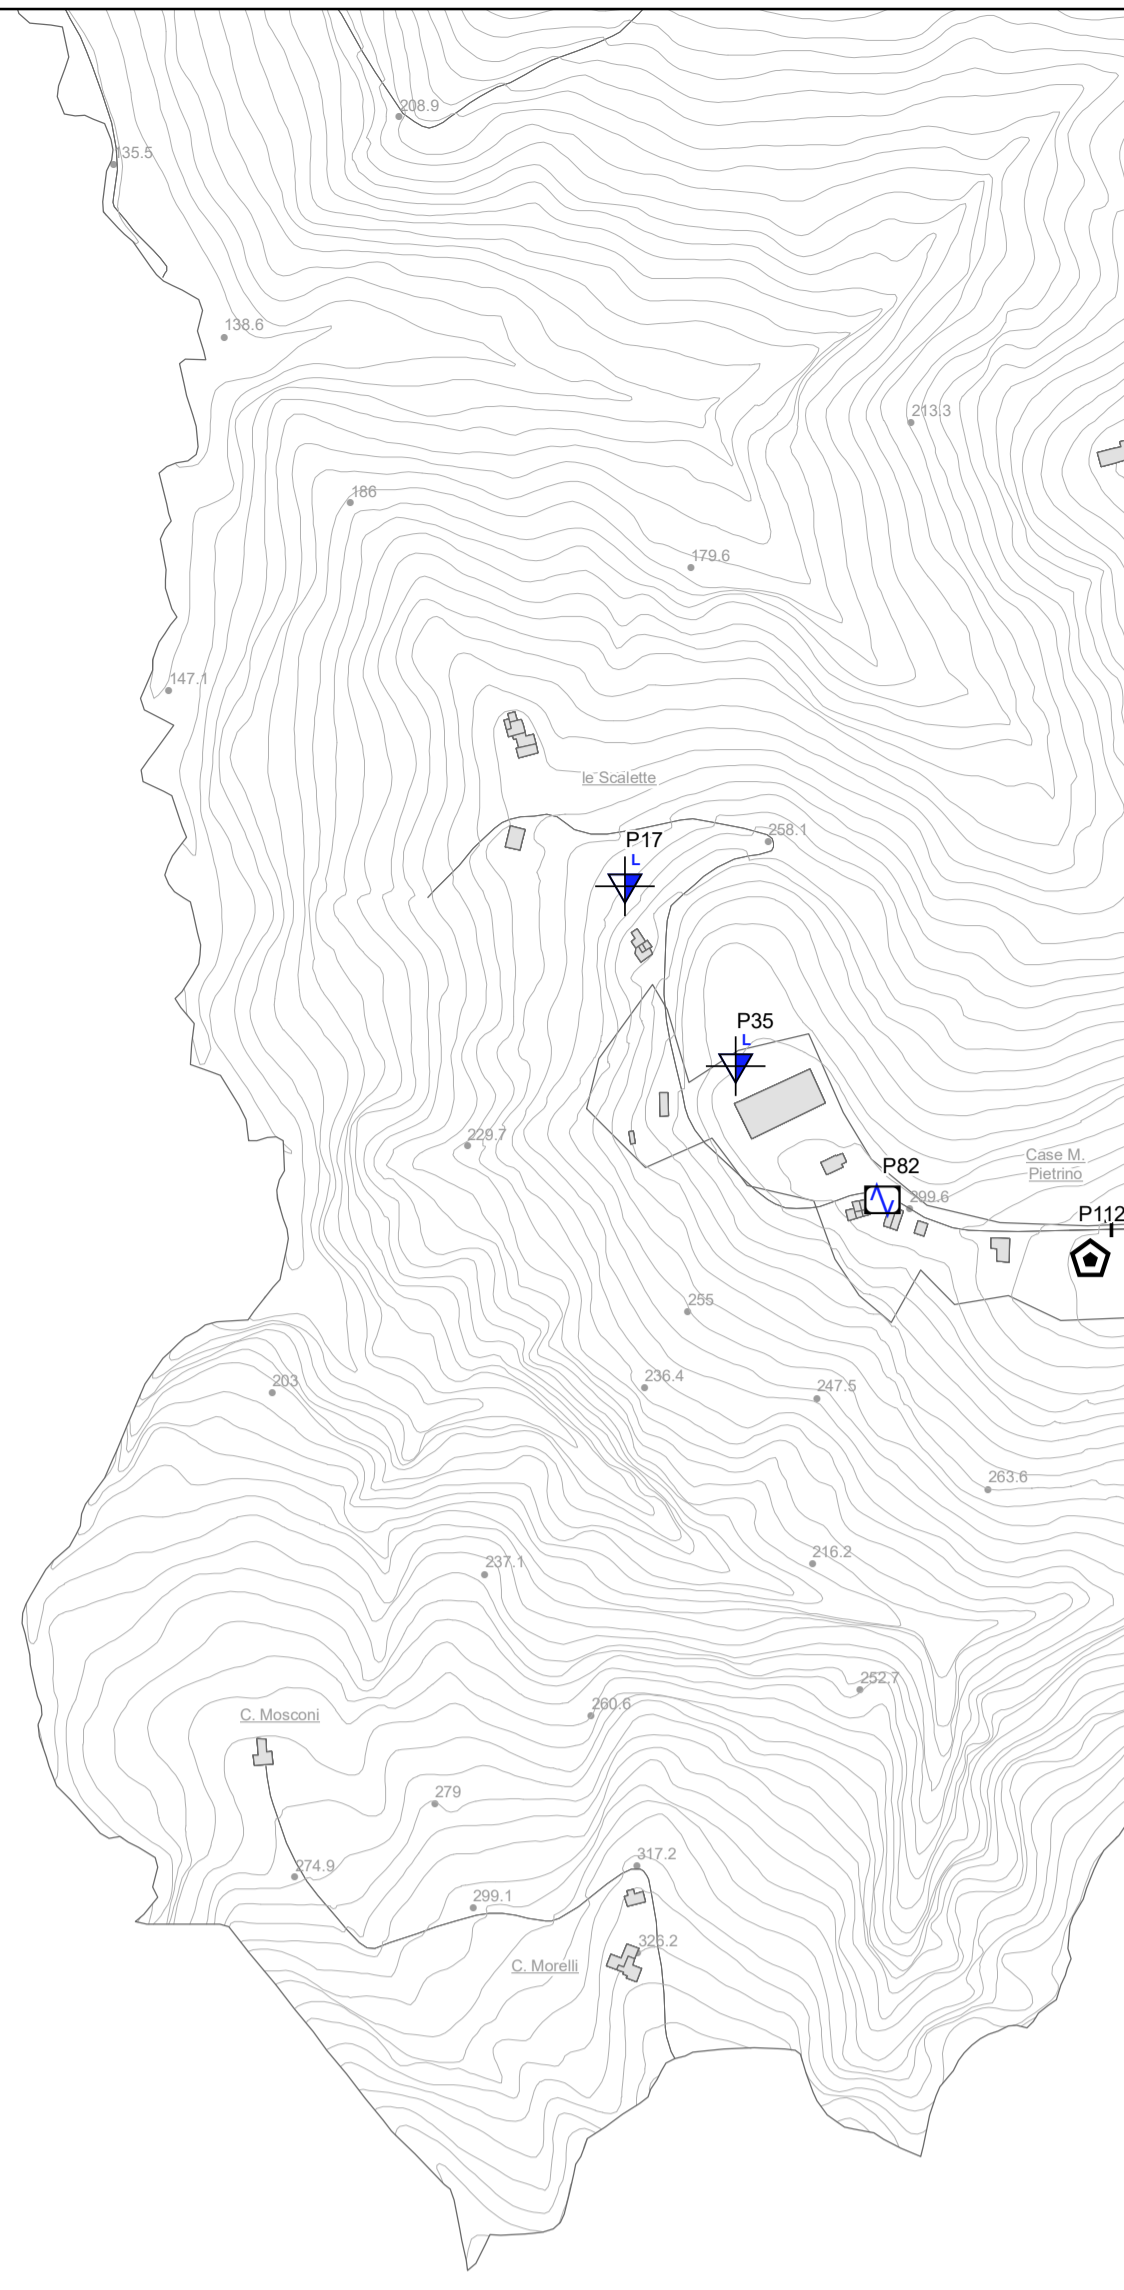 208.9
135.5
138.6
213.3
186
179.6
147.1
le Scalette
258.1
P17
L
P35
L
229.7
Case M.
Pietrino
P82
299.6
P112
255
236.4
203
247.5
263.6
216.2
237.1
252.7
260.6
C. Mosconi
279
317.2
274.9
299.1
326.2
C. Morelli